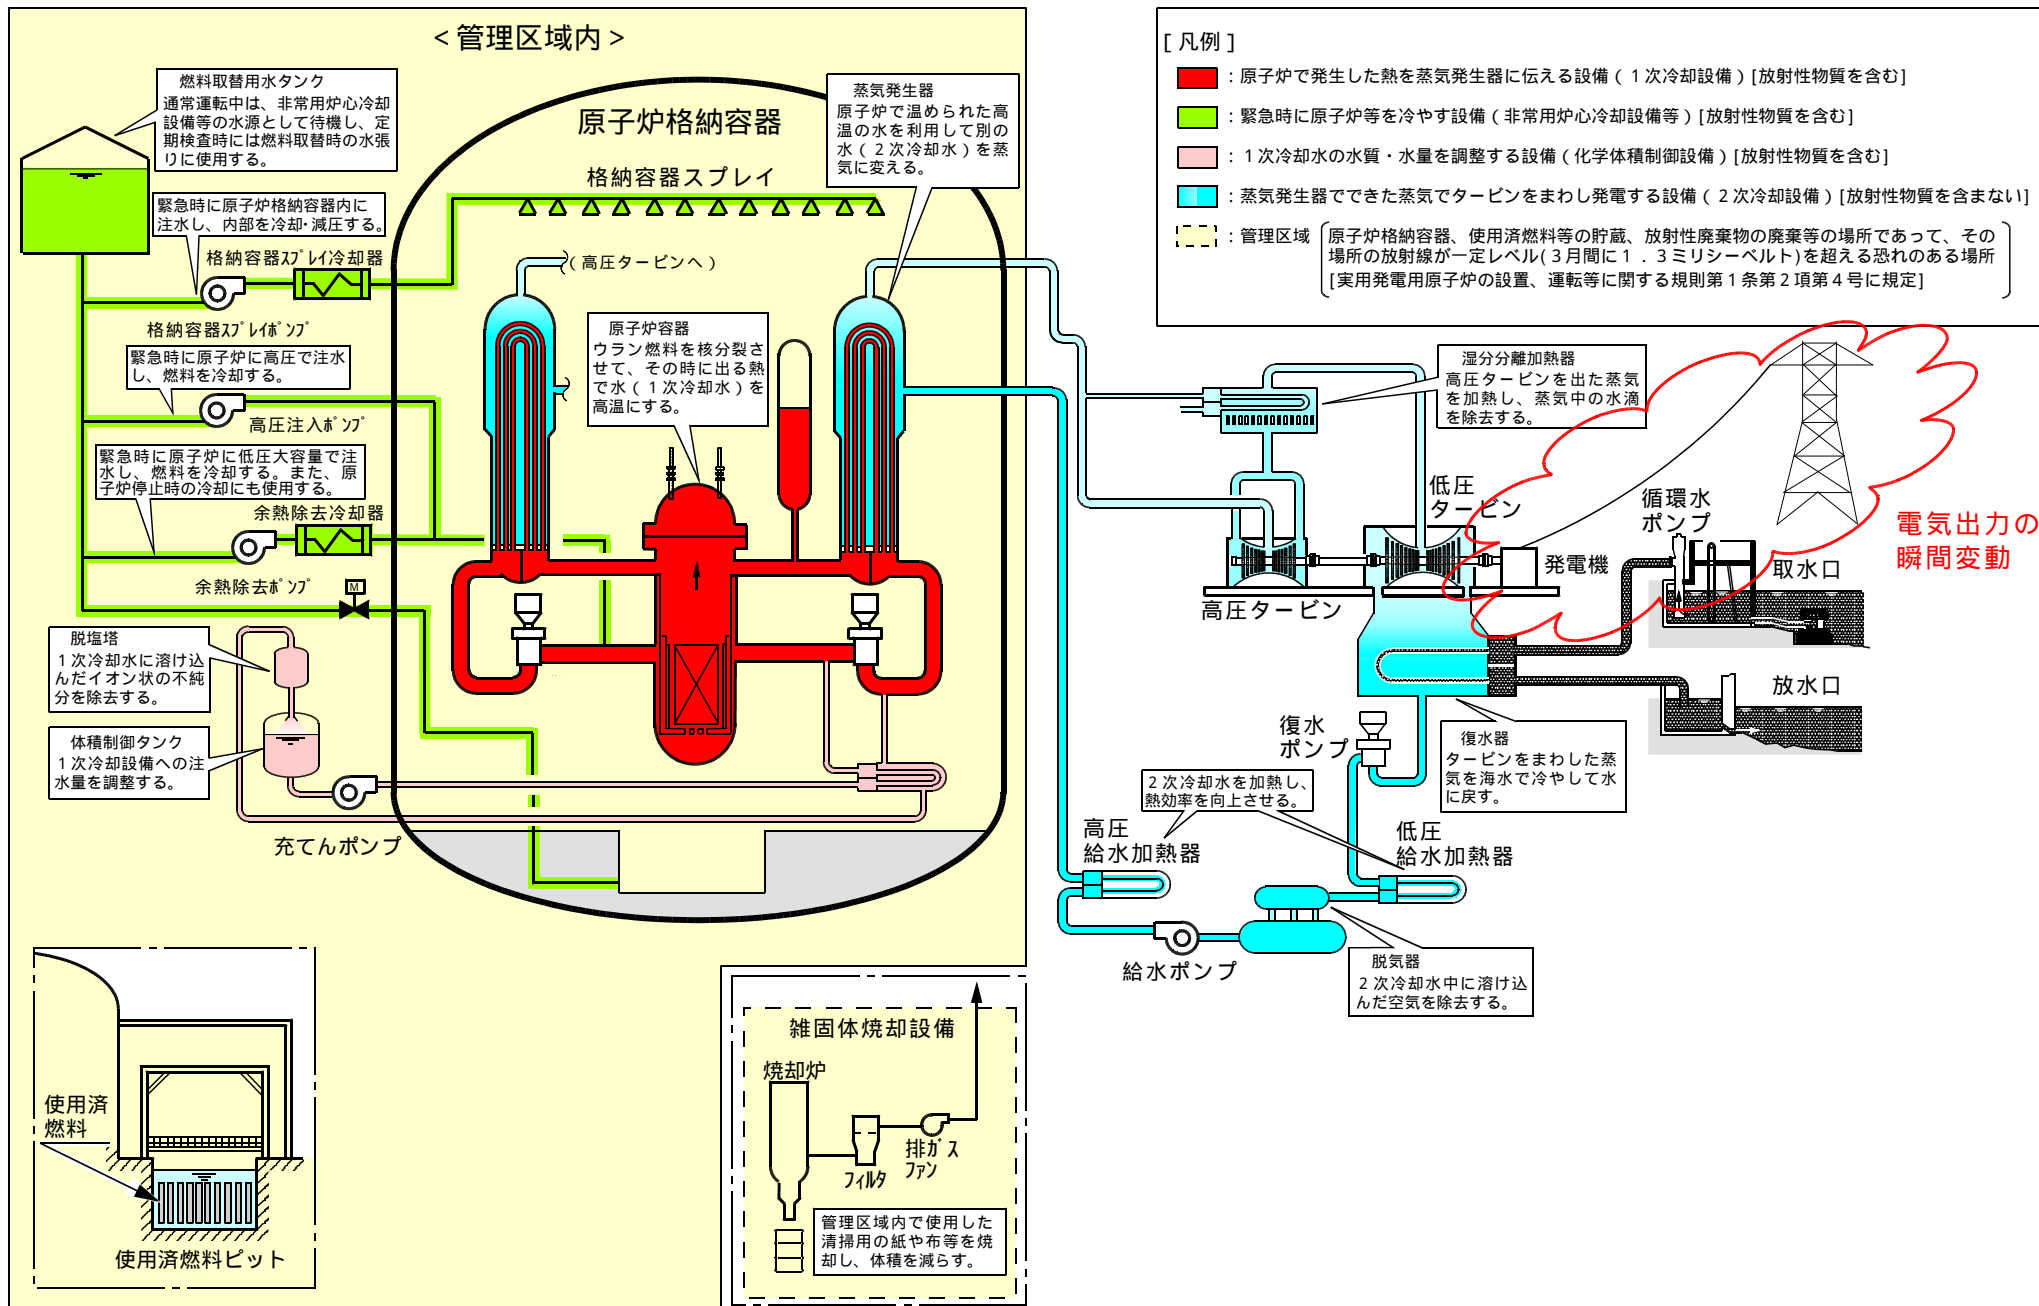 <管理区域内>
燃料取替用水タンク
通常運転中は、非常用炉心冷却
設備等の水源として待機し、定
期検査時には燃料取替時の水張
りに使用する。
緊急時に原子炉格納容器内に
注水し、内部を冷却・減圧する。
格納容器ｽﾌﾟﾚｲ冷却器
格納容器ｽﾌﾟﾚｲﾎﾟﾝﾌﾟ
緊急時に原子炉に高圧で注水
し、燃料を冷却する。
高圧注入ﾎﾟﾝﾌﾟ
緊急時に原子炉に低圧大容量で注
水し、燃料を冷却する。また、原
子炉停止時の冷却にも使用する。
余熱除去冷却器
余熱除去ﾎﾟﾝﾌﾟ
M
脱塩塔
1次冷却水に溶け込
んだイオン状の不純
分を除去する。
体積制御タンク
1次冷却設備への注
水量を調整する。
充てんポンプ
原子炉格納容器
格納容器スプレイ
蒸気発生器
原子炉で温められた高
温の水を利用して別の
水(2次冷却水)を蒸
気に変える。
(高圧タービンへ)
原子炉容器
ウラン燃料を核分裂さ
せて、その時に出る熱
で水(1次冷却水)を
高温にする。
[凡例]
：原子炉で発生した熱を蒸気発生器に伝える設備(1次冷却設備)[放射性物質を含む]
：緊急時に原子炉等を冷やす設備(非常用炉心冷却設備等)[放射性物質を含む]
：1次冷却水の水質・水量を調整する設備(化学体積制御設備)[放射性物質を含む]
：蒸気発生器でできた蒸気でタービンをまわし発電する設備(2次冷却設備)[放射性物質を含まない]
：管理区域
原子炉格納容器、使用済燃料等の貯蔵、放射性廃棄物の廃棄等の場所であって、その
場所の放射線が一定レベル(3月間に1.3ミリシーベルト)を超える恐れのある場所
[実用発電用原子炉の設置、運転等に関する規則第1条第2項第4号に規定]
湿分分離加熱器
高圧タービンを出た蒸気
を加熱し、蒸気中の水滴
を除去する。
低圧
タービン
高圧タービン
発電機
循環水
ポンプ
取水口
放水口
電気出力の
瞬間変動
復水
ポンプ
復水器
タービンをまわした蒸
気を海水で冷やして水
に戻す。
2次冷却水を加熱し、
熱効率を向上させる。
高圧
給水加熱器
低圧
給水加熱器
給水ポンプ
脱気器
2次冷却水中に溶け込
んだ空気を除去する。
使用済
燃料
使用済燃料ピット
雑固体焼却設備
焼却炉
フィルタ
排ｶﾞｽ
ﾌｧﾝ
管理区域内で使用した
清掃用の紙や布等を焼
却し、体積を減らす。